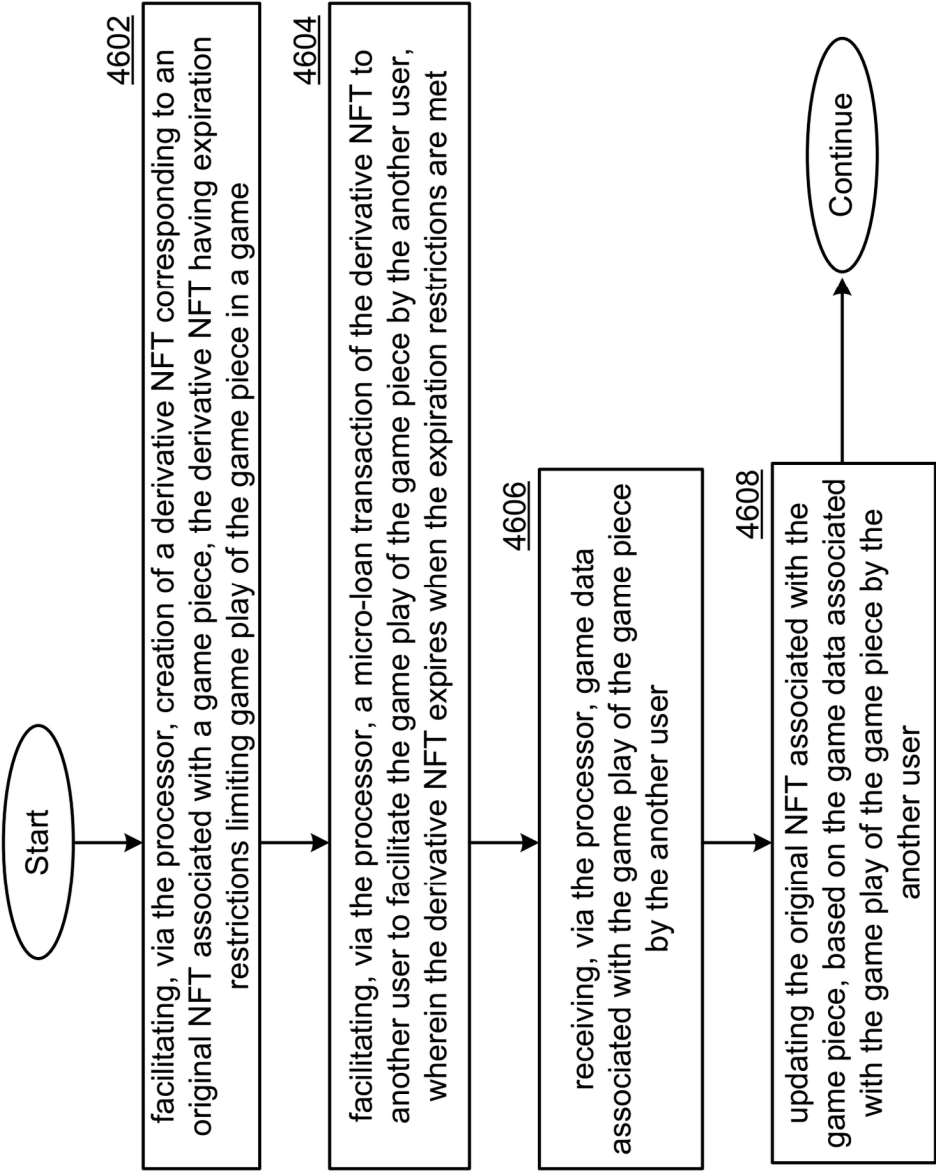 Start
4602
facilitating, via the processor, creation of a derivative NFT corresponding to an
original NFT associated with a game piece, the derivative NFT having expiration
restrictions limiting game play of the game piece in a game
4604
facilitating, via the processor, a micro-loan transaction of the derivative NFT to
another user to facilitate the game play of the game piece by the another user,
wherein the derivative NFT expires when the expiration restrictions are met
4606
receiving, via the processor, game data
associated with the game play of the game piece
by the another user
4608
updating the original NFT associated with the
game piece, based on the game data associated
with the game play of the game piece by the
another user
Continue